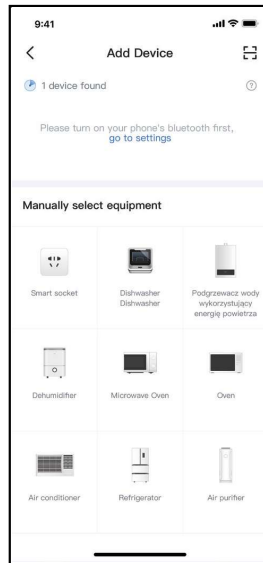 9:41
Add Device
1 device found
Please turn on your phone's bluetooth first,
go to settings
Manually select equipment
Smart socket
Dishwasher
Dishwasher
Podgrzewacz wody
wykorzystujący
energię powietrza
Dehumidifier
Microwave Oven
Oven
Air conditioner
Refrigerator
Air purifier